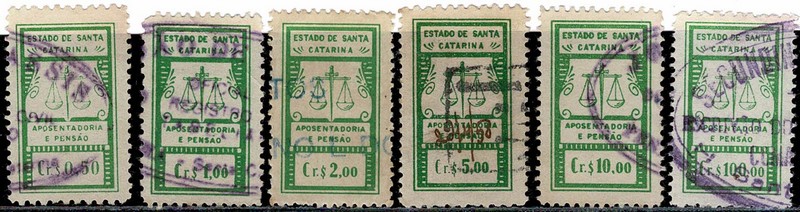 ESTADO DE SANTA
CATARINA
APOSENTADORIA
E PENSÃO
Cr.$ 0,50
ESTADO DE SANTA
CATARINA
REGISTRO
APOSENTADORIA
E PENSÃO
Cr.$ 1,00
ESTADO DE SANTA
CATARINA
APOSENTADORIA
E PENSÃO
Cr.$ 2,00
ESTADO DE SANTA
CATARINA
APOSENTADORIA
E PENSÃO
Cr.$ 5,00
ESTADO DE SANTA
CATARINA
APOSENTADORIA
E PENSÃO
Cr.$ 10,00
ESTADO DE SANTA
CATARINA
APOSENTADORIA
E PENSÃO
Cr.$ 100,00